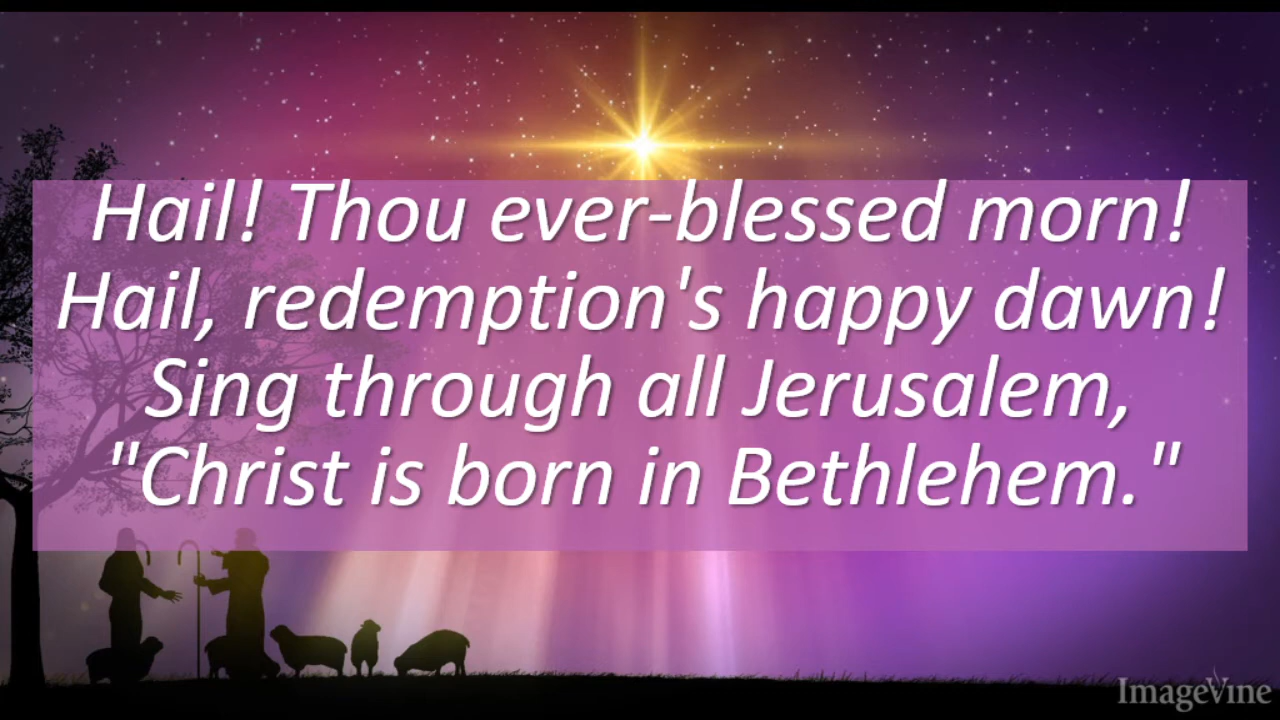 Hail! Thou ever-blessed morn!
Hail, redemption's happy dawn!
Sing through all Jerusalem,
"Christ is born in Bethlehem."
ImageVine